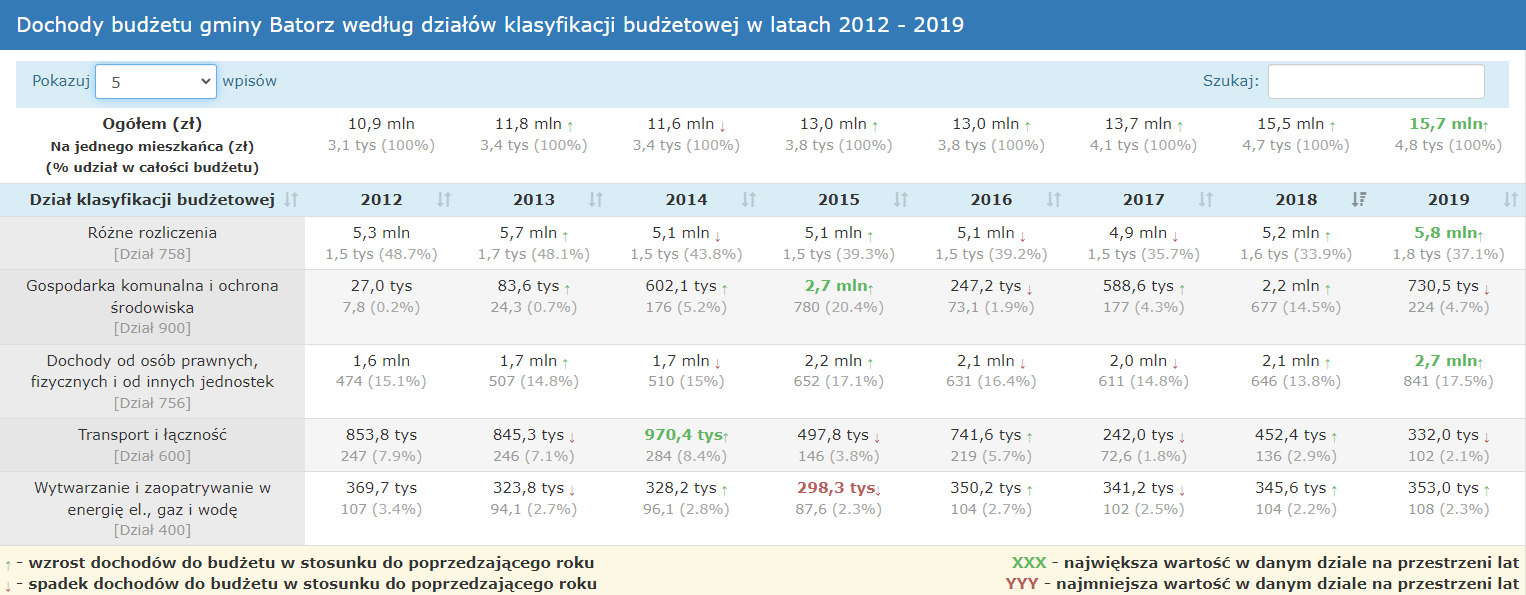 Dochody budżetu gminy Batorz według działów klasyfikacji budżetowej w latach 2012 - 2019
Pokazuj 5 wpisów Szukaj:
Ogółem (zł) 10,9 mln 11,8 mln ↑ 11,6 mln ↓ 13,0 mln ↑ 13,0 mln ↑ 13,7 mln ↑ 15,5 mln ↑ 15,7 mln↑
Na jednego mieszkańca (zł) 3,1 tys (100%) 3,4 tys (100%) 3,4 tys (100%) 3,8 tys (100%) 3,8 tys (100%) 4,1 tys (100%) 4,7 tys (100%) 4,8 tys (100%)
(% udział w całości budżetu)
Dział klasyfikacji budżetowej 2012 2013 2014 2015 2016 2017 2018 2019
Różne rozliczenia 5,3 mln 5,7 mln ↑ 5,1 mln ↓ 5,1 mln ↑ 5,1 mln ↓ 4,9 mln ↓ 5,2 mln ↑ 5,8 mln↑
[Dział 758] 1,5 tys (48.7%) 1,7 tys (48.1%) 1,5 tys (43.8%) 1,5 tys (39.3%) 1,5 tys (39.2%) 1,5 tys (35.7%) 1,6 tys (33.9%) 1,8 tys (37.1%)
Gospodarka komunalna i ochrona 27,0 tys 83,6 tys ↑ 602,1 tys ↑ 2,7 mln↑ 247,2 tys ↓ 588,6 tys ↑ 2,2 mln ↑ 730,5 tys ↓
środowiska 7,8 (0.2%) 24,3 (0.7%) 176 (5.2%) 780 (20.4%) 73,1 (1.9%) 177 (4.3%) 677 (14.5%) 224 (4.7%)
[Dział 900]
Dochody od osób prawnych, 1,6 mln 1,7 mln ↑ 1,7 mln ↓ 2,2 mln ↑ 2,1 mln ↓ 2,0 mln ↓ 2,1 mln ↑ 2,7 mln↑
fizycznych i od innych jednostek 474 (15.1%) 507 (14.8%) 510 (15%) 652 (17.1%) 631 (16.4%) 611 (14.8%) 646 (13.8%) 841 (17.5%)
[Dział 756]
Transport i łączność 853,8 tys 845,3 tys ↓ 970,4 tys↑ 497,8 tys ↓ 741,6 tys ↑ 242,0 tys ↓ 452,4 tys ↑ 332,0 tys ↓
[Dział 600] 247 (7.9%) 246 (7.1%) 284 (8.4%) 146 (3.8%) 219 (5.7%) 72,6 (1.8%) 136 (2.9%) 102 (2.1%)
Wytwarzanie i zaopatrywanie w 369,7 tys 323,8 tys ↓ 328,2 tys ↑ 298,3 tys↓ 350,2 tys ↑ 341,2 tys ↓ 345,6 tys ↑ 353,0 tys ↑
energię el., gaz i wodę 107 (3.4%) 94,1 (2.7%) 96,1 (2.8%) 87,6 (2.3%) 104 (2.7%) 102 (2.5%) 104 (2.2%) 108 (2.3%)
[Dział 400]
↑ - wzrost dochodów do budżetu w stosunku do poprzedzającego roku XXX - największa wartość w danym dziale na przestrzeni lat
↓ - spadek dochodów do budżetu w stosunku do poprzedzającego roku YYY - najmniejsza wartość w danym dziale na przestrzeni lat